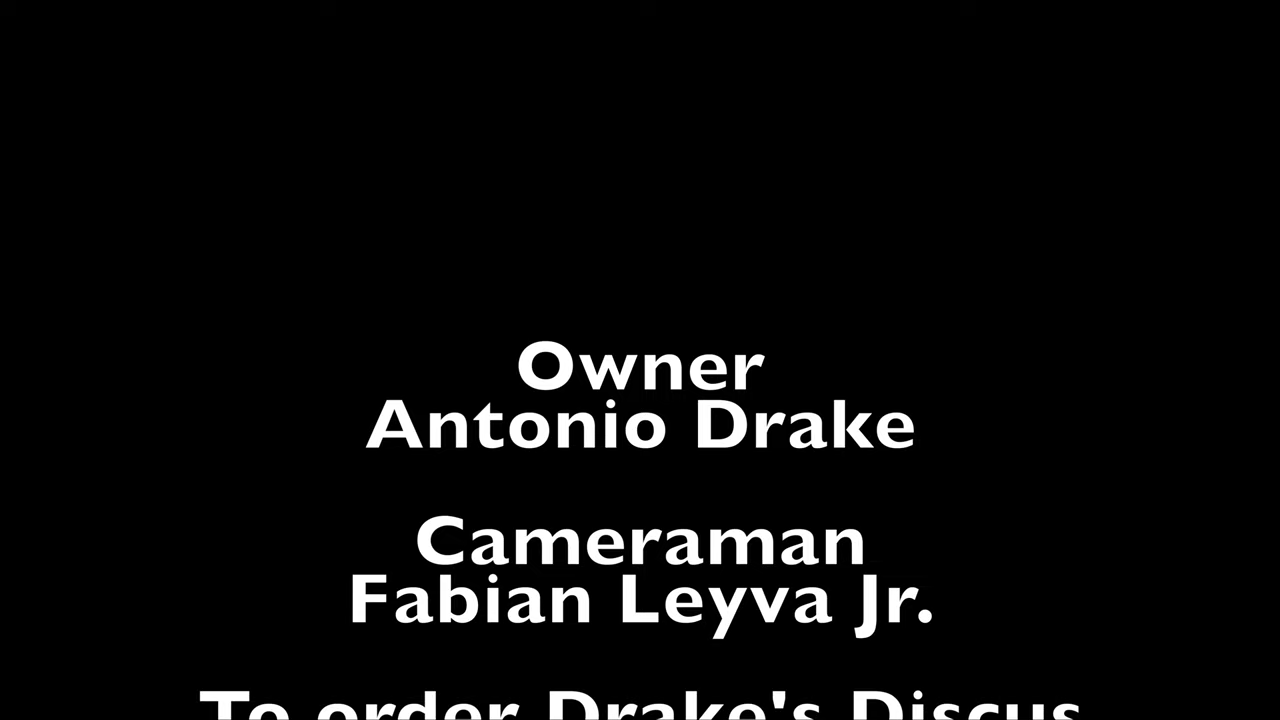 Owner
Antonio Drake
Cameraman
Fabian Leyva Jr.
To order Drake's Discus